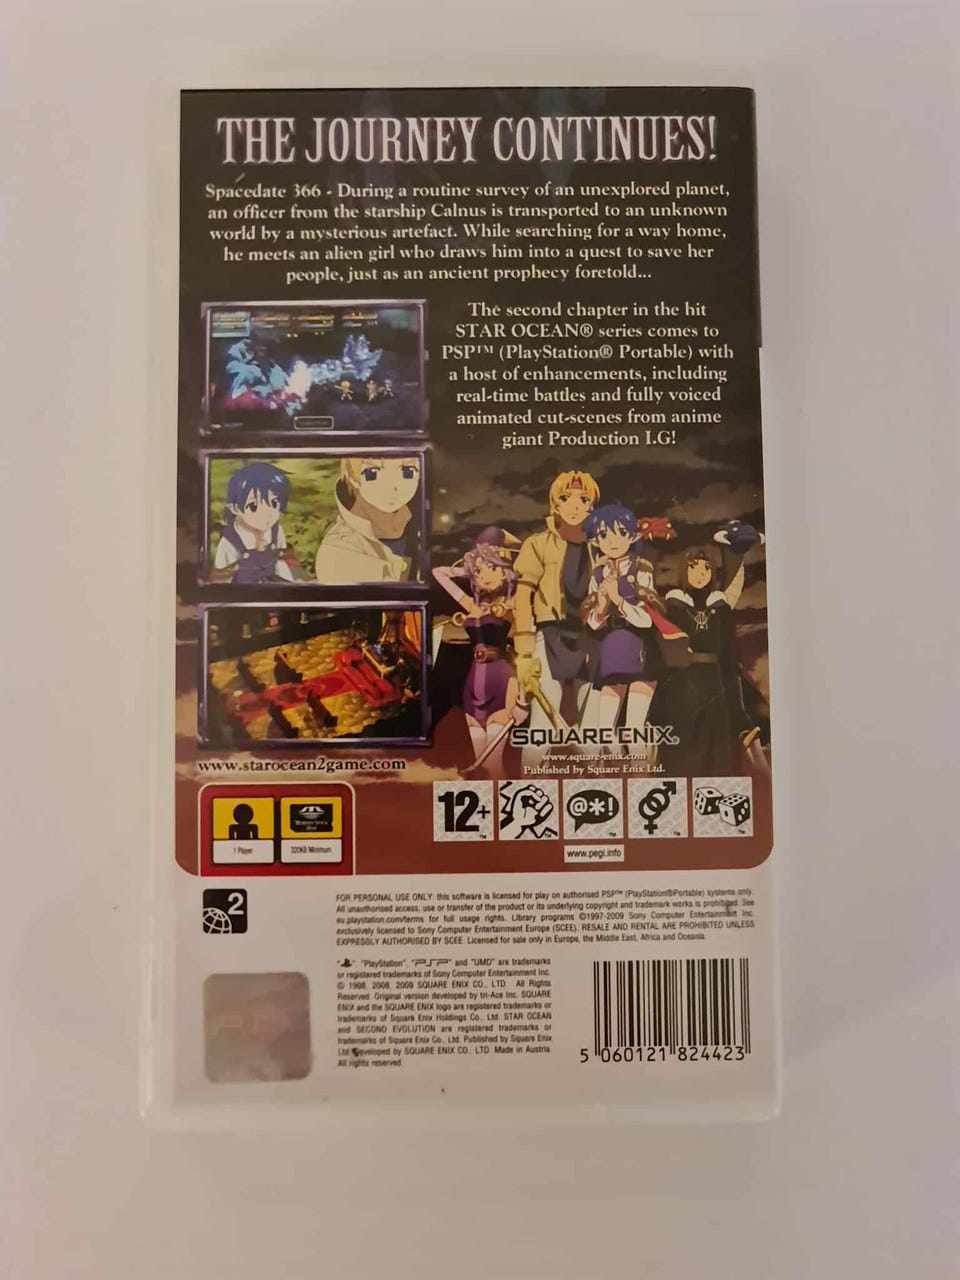 THE JOURNEY CONTINUES!
Spacedate 366 - During a routine survey of an unexplored planet,
an officer from the starship Calnus is transported to an unknown
world by a mysterious artefact. While searching for a way home,
he meets an alien girl who draws him into a quest to save her
people, just as an ancient prophecy foretold...
The second chapter in the hit
STAR OCEAN® series comes to
PSP™ (PlayStation® Portable) with
a host of enhancements, including
real-time battles and fully voiced
animated cut-scenes from anime
giant Production I.G!
SQUARE ENIX®
www.square-enix.com
Published by Square Enix Ltd.
www.starocean2game.com
1 Player
320KB Minimum
12+™
@*!™
www.pegi.info
2
FOR PERSONAL USE ONLY: this software is licensed for play on authorised PSP™ (PlayStation®Portable) systems only.
All unauthorised access, use or transfer of the product or its underlying copyright and trademark works is prohibited. See
eu.playstation.com/terms for full usage rights. Library programs ©1997-2009 Sony Computer Entertainment Inc.
exclusively licensed to Sony Computer Entertainment Europe (SCEE). RESALE AND RENTAL ARE PROHIBITED UNLESS
EXPRESSLY AUTHORISED BY SCEE. Licensed for sale only in Europe, the Middle East, Africa and Oceania.
"PlayStation", "PSP" and "UMD" are trademarks
or registered trademarks of Sony Computer Entertainment Inc.
© 1998, 2008, 2009 SQUARE ENIX CO., LTD. All Rights
Reserved. Original version developed by tri-Ace Inc. SQUARE
ENIX and the SQUARE ENIX logo are registered trademarks or
trademarks of Square Enix Holdings Co., Ltd. STAR OCEAN
and SECOND EVOLUTION are registered trademarks or
trademarks of Square Enix Co., Ltd. Published by Square Enix
Ltd. Developed by SQUARE ENIX CO., LTD. Made in Austria.
All rights reserved.
5 060121 824423